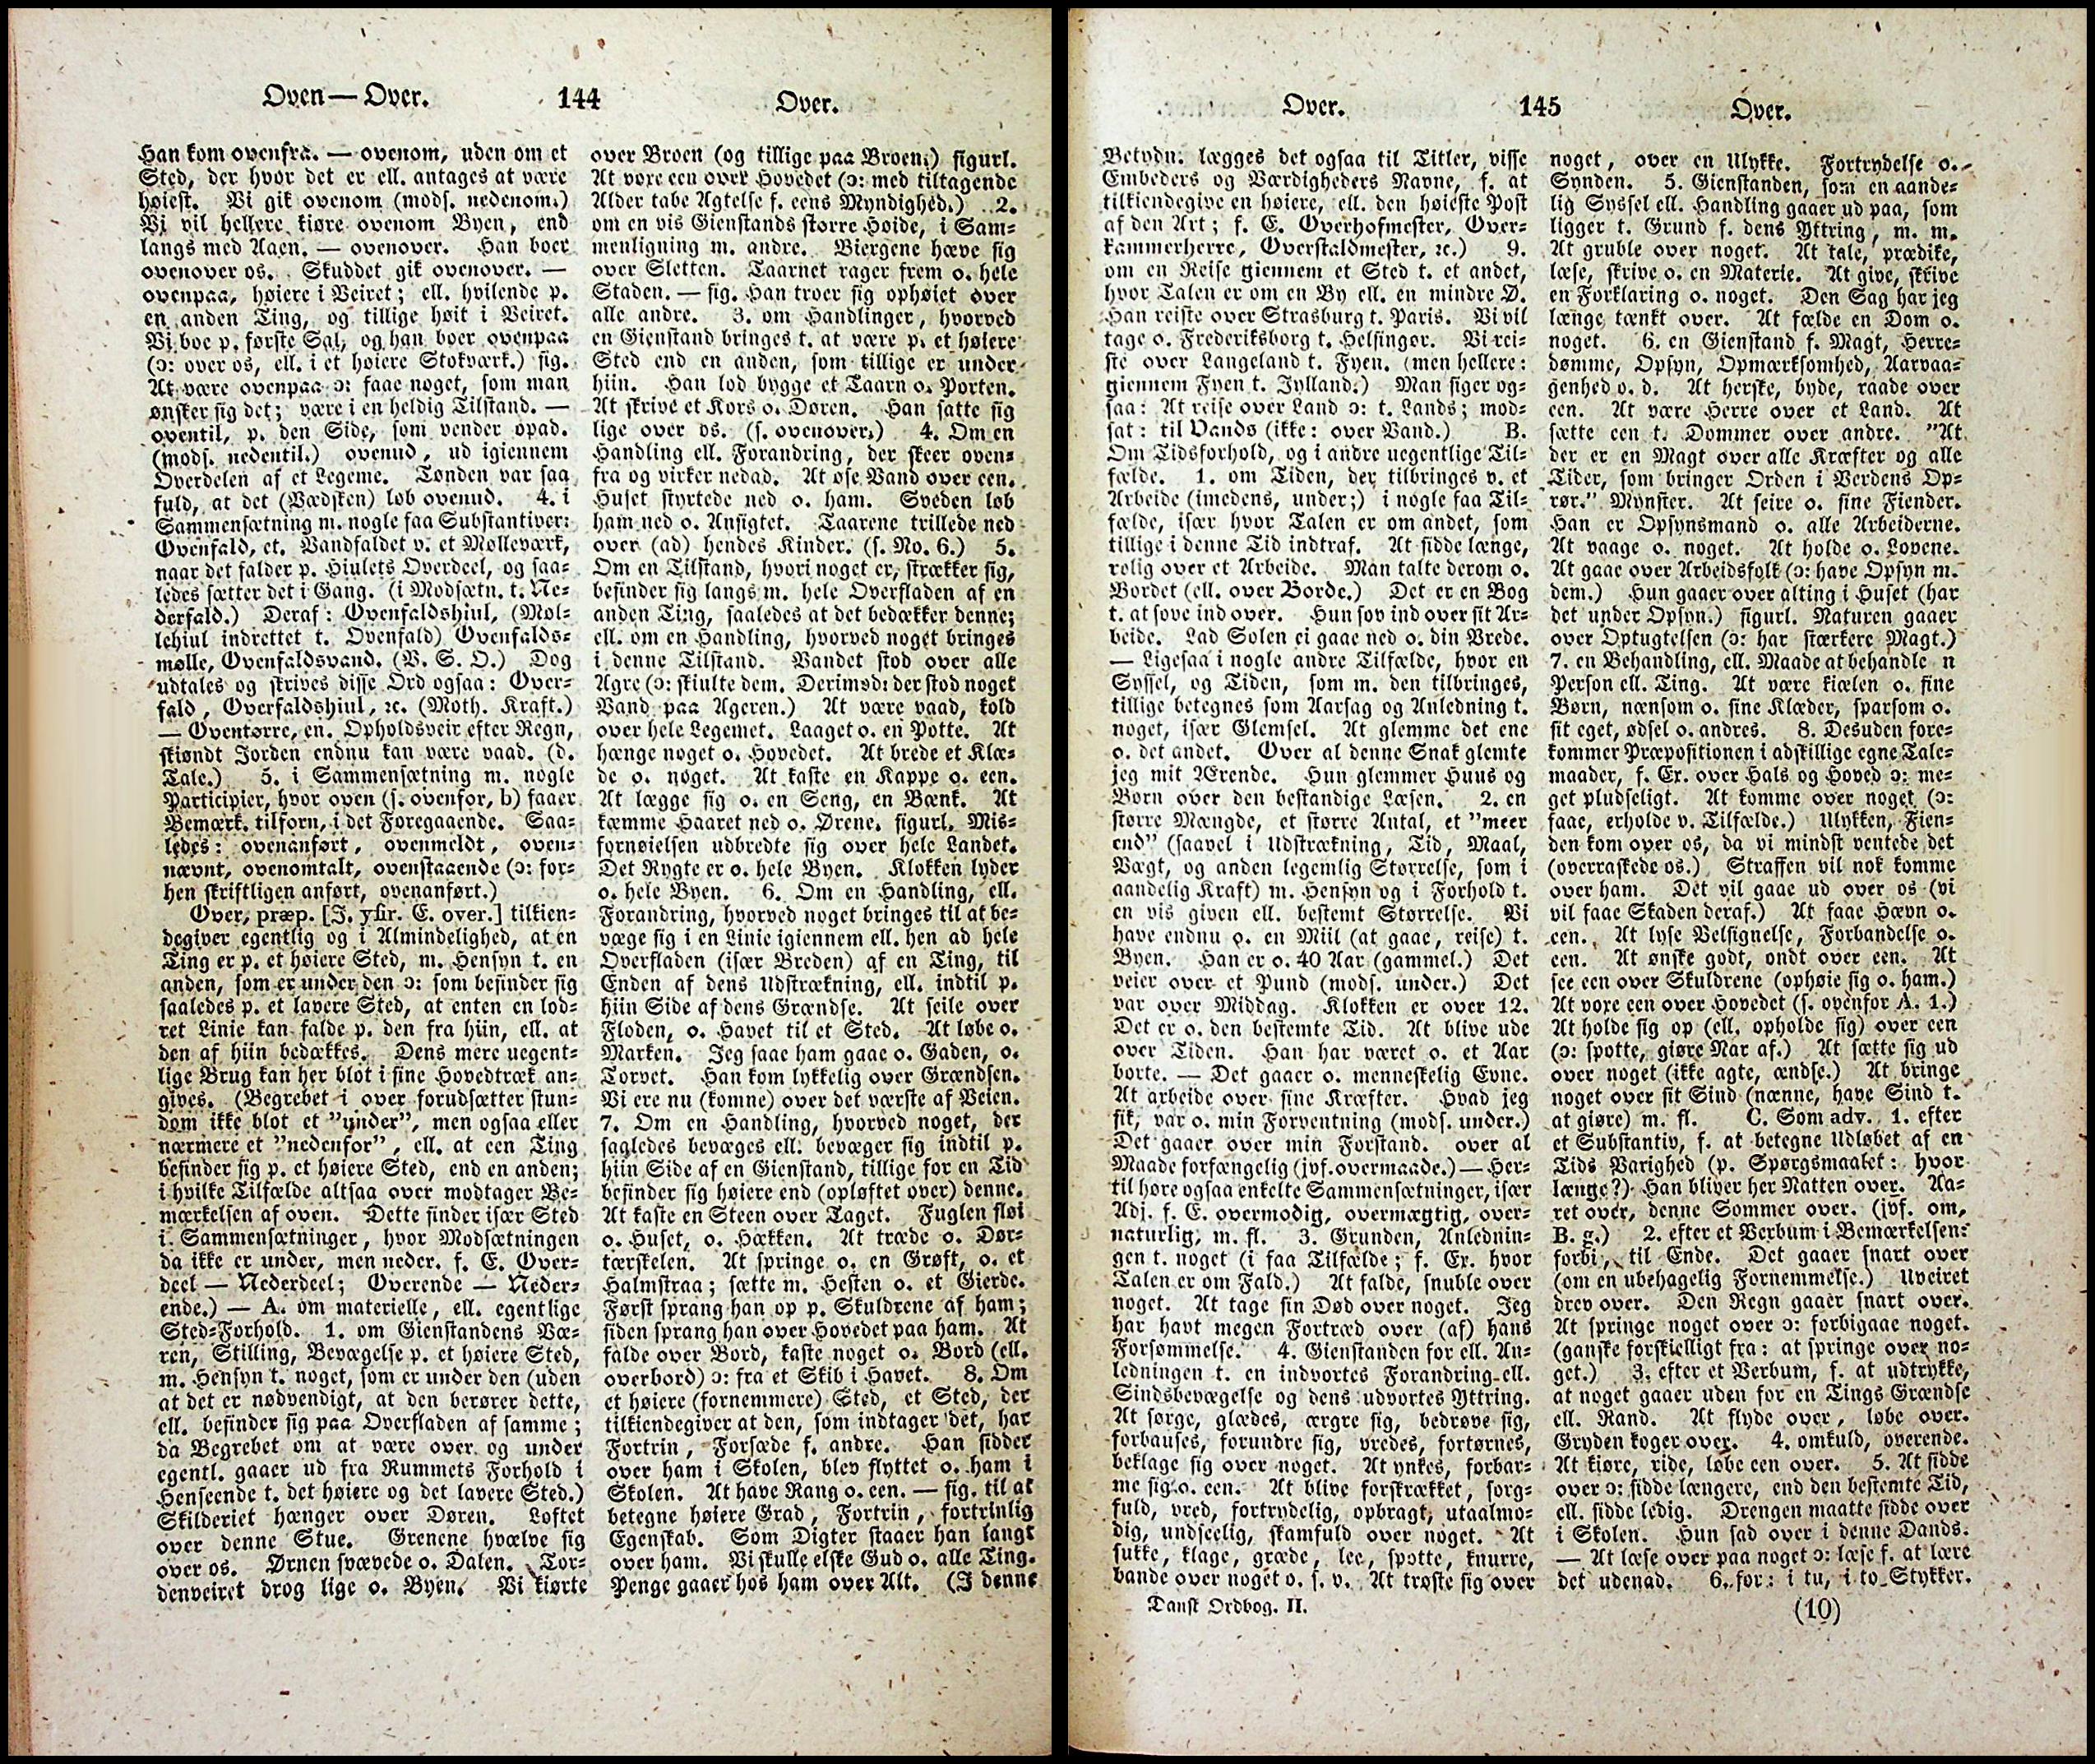 Oven — Over.
144
Over.
Han kom ovenfra. — ovenom, uden om et
Sted, der hvor det er ell. antages at være
høiest. Vi gik ovenom (mods. nedenom.)
Vi vil hellere kjøre ovenom Byen, end
langs med Aaen. — ovenover. Han boer
ovenover os. Skuddet gik ovenover. —
ovenpaa, høiere i Veiret; ell. hvilende p.
en anden Ting, og tillige høit i Veiret.
Vi boe p. første Sal, og han boer ovenpaa
(ɔ: over os, ell. i et høiere Stokværk.) fig.
At være ovenpaa ɔ: faae noget, som man
ønsker sig det; være i en heldig Tilstand. —
oventil, p. den Side, som vender opad.
(mods. nedentil.) ovenud, ud igiennem
Overdelen af et Legeme. Tønden var saa
fuld, at det (Vædsken) løb ovenud. 4. i
Sammensætning m. nogle faa Substantiver:
Ovenfald, et. Vandfaldet v. et Mølleværk,
naar det falder p. Hiulets Overdeel, og saa-
ledes sætter det i Gang. (i Modsætn. t. Ne-
derfald.) Deraf: Ovenfaldshiul, (Møl-
lehiul indrettet t. Ovenfald) Ovenfalds-
mølle, Ovenfaldsvand. (V. S. O.) Dog
udtales og skrives disse Ord ogsaa: Over-
fald, Overfaldshiul, ꝛc. (Moth. Kraft.)
— Oventørre, en. Opholdsveir efter Regn,
skiøndt Jorden endnu kan være vaad. (d.
Tale.) 5. i Sammensætning m. nogle
Participier, hvor oven (s. ovenfor, b) faaer
Bemærk. tilforn, i det Foregaaende. Saa-
ledes: ovenanført, ovenmeldt, oven-
nævnt, ovenomtalt, ovenstaaende (ɔ: for-
hen skriftligen anført, ovenanført.)
Over, præp. [J. yfir. E. over.] tilkien-
degiver egentlig og i Almindelighed, at en
Ting er p. et høiere Sted, m. Hensyn t. en
anden, som er under den ɔ: som befinder sig
saaledes p. et lavere Sted, at enten en lod-
ret Linie kan falde p. den fra hiin, ell. at
den af hiin bedækkes. Dens mere uegent-
lige Brug kan her blot i sine Hovedtræk an-
gives. (Begrebet i over forudsætter stun-
dom ikke blot et "under", men ogsaa eller
nærmere et "nedenfor", ell. at een Ting
befinder sig p. et høiere Sted, end en anden;
i hvilke Tilfælde altsaa over modtager Be-
mærkelsen af oven. Dette finder især Sted
i Sammensætninger, hvor Modsætningen
da ikke er under, men neder. f. E. Over-
deel — Nederdeel; Overende — Neder-
ende.) — A. om materielle, ell. egentlige
Sted-Forhold. 1. om Gienstandens Væ-
ren, Stilling, Bevægelse p. et høiere Sted,
m. Hensyn t. noget, som er under den (uden
at det er nødvendigt, at den berører dette,
ell. befinder sig paa Overfladen af samme;
da Begrebet om at være over og under
egentl. gaaer ud fra Rummets Forhold i
Henseende t. det høiere og det lavere Sted.)
Skilderiet hænger over Døren. Loftet
over denne Stue. Grenene hvælve sig
over os. Ørnen svævede o. Dalen. Tor-
denveiret drog lige o. Byen. Vi kiørte
over Broen (og tillige paa Broen;) figurl.
At voxe een over Hovedet (ɔ: med tiltagende
Alder tabe Agtelse f. eens Myndighed.) 2.
om en vis Gienstands større Høide, i Sam-
menligning m. andre. Biergene hæve sig
over Sletten. Taarnet rager frem o. hele
Staden. — fig. Han troer sig ophøiet over
alle andre. 3. om Handlinger, hvorved
en Gienstand bringes t. at være p. et høiere
Sted end en anden, som tillige er under
hiin. Han lod bygge et Taarn o. Porten.
At skrive et Kors o. Døren. Han satte sig
lige over os. (s. ovenover.) 4. Om en
Handling ell. Forandring, der skeer oven-
fra og virker nedad. At øse Vand over een.
Huset styrtede ned o. ham. Sveden løb
ham ned o. Ansigtet. Taarene trillede ned
over (ad) hendes Kinder. (s. No. 6.) 5.
Om en Tilstand, hvori noget er, strækker sig,
befinder sig langs m. hele Overfladen af en
anden Ting, saaledes at det bedækker denne;
ell. om en Handling, hvorved noget bringes
i denne Tilstand. Vandet stod over alle
Agre (ɔ: skiulte dem. Derimod: der stod noget
Vand paa Ageren.) At være vaad, kold
over hele Legemet. Laaget o. en Potte. At
hænge noget o. Hovedet. At brede et Klæ-
de o. noget. At kaste en Kappe o. een.
At lægge sig o. en Seng, en Bænk. At
kæmme Haaret ned o. Ørene. figurl. Mis-
fornøielsen udbredte sig over hele Landet.
Det Rygte er o. hele Byen. Klokken lyder
o. hele Byen. 6. Om en Handling, ell.
Forandring, hvorved noget bringes til at be-
væge sig i en Linie igiennem ell. hen ad hele
Overfladen (især Breden) af en Ting, til
Enden af dens Udstrækning, ell. indtil p.
hiin Side af dens Grændse. At seile over
Floden, o. Havet til et Sted. At løbe o.
Marken. Jeg saae ham gaae o. Gaden, o.
Torvet. Han kom lykkelig over Grændsen.
Vi ere nu (komne) over det værste af Veien.
7. Om en Handling, hvorved noget, der
saaledes bevæges ell. bevæger sig indtil p.
hiin Side af en Gienstand, tillige for en Tid
befinder sig høiere end (opløftet over) denne.
At kaste en Steen over Taget. Fuglen fløi
o. Huset, o. Hækken. At træde o. Dør-
tærskelen. At springe o. en Grøft, o. et
Halmstraa; sætte m. Hesten o. et Gierde.
Først sprang han op p. Skuldrene af ham;
siden sprang han over Hovedet paa ham. At
falde over Bord, kaste noget o. Bord (ell.
overbord) ɔ: fra et Skib i Havet. 8. Om
et høiere (fornemmere) Sted, et Sted, der
tilkiendegiver at den, som indtager det, har
Fortrin, Forsæde f. andre. Han sidder
over ham i Skolen, blev flyttet o. ham i
Skolen. At have Rang o. een. — fig. til at
betegne høiere Grad, Fortrin, fortrinlig
Egenskab. Som Digter staaer han langt
over ham. Vi skulle elske Gud o. alle Ting.
Penge gaaer hos ham over Alt. (I denne
Over.
145
Over.
Betydn. lægges det ogsaa til Titler, visse
Embeders og Værdigheders Navne, f. at
tilkiendegive en høiere, ell. den høieste Post
af den Art; f. E. Overhofmester, Over-
kammerherre, Overstaldmester, ꝛc.) 9.
om en Reise giennem et Sted t. et andet,
hvor Talen er om en By ell. en mindre Ø.
Han reiste over Strasburg t. Paris. Vi vil
tage o. Frederiksborg t. Helsingør. Vi rei-
ste over Langeland t. Fyen. (men hellere:
giennem Fyen t. Jylland.) Man siger og-
saa: At reise over Land ɔ: t. Lands; mod-
sat: til Vands (ikke: over Vand.) B.
Om Tidsforhold, og i andre uegentlige Til-
fælde. 1. om Tiden, der tilbringes v. et
Arbeide (imedens, under;) i nogle faa Til-
fælde, især hvor Talen er om andet, som
tillige i denne Tid indtraf. At sidde længe,
rolig over et Arbeide. Man talte derom o.
Bordet (ell. over Borde.) Det er en Bog
t. at sove ind over. Hun sov ind over sit Ar-
beide. Lad Solen ei gaae ned o. din Vrede.
— Ligesaa i nogle andre Tilfælde, hvor en
Syssel, og Tiden, som m. den tilbringes,
tillige betegnes som Aarsag og Anledning t.
noget, især Glemsel. At glemme det ene
o. det andet. Over al denne Snak glemte
jeg mit Ærende. Hun glemmer Huus og
Børn over den bestandige Læsen. 2. en
større Mængde, et større Antal, et "meer
end" (saavel i Udstrækning, Tid, Maal,
Vægt, og anden legemlig Størrelse, som i
aandelig Kraft) m. Hensyn og i Forhold t.
en vis given ell. bestemt Størrelse. Vi
have endnu o. en Miil (at gaae, reise) t.
Byen. Han er o. 40 Aar (gammel.) Det
veier over et Pund (mods. under.) Det
var over Middag. Klokken er over 12.
Det er o. den bestemte Tid. At blive ude
over Tiden. Han har været o. et Aar
borte. — Det gaaer o. menneskelig Evne.
At arbeide over sine Kræfter. Hvad jeg
fik, var o. min Forventning (mods. under.)
Det gaaer over min Forstand. over al
Maade forfængelig (jvf. overmaade.) — Her-
til høre ogsaa enkelte Sammensætninger, især
Adj. f. E. overmodig, overmægtig, over-
naturlig, m. fl. 3. Grunden, Anlednin-
gen t. noget (i faa Tilfælde; f. Ex. hvor
Talen er om Fald.) At falde, snuble over
noget. At tage sin Død over noget. Jeg
har havt megen Fortræd over (af) hans
Forsømmelse. 4. Gienstanden for ell. An-
ledningen t. en indvortes Forandring ell.
Sindsbevægelse og dens udvortes Yttring.
At sørge, glædes, ærgre sig, bedrøve sig,
forbauses, forundre sig, vredes, fortørnes,
beklage sig over noget. At ynkes, forbar-
me sig o. een. At blive forskrækket, sorg-
fuld, vred, fortrydelig, opbragt, utaalmo-
dig, undseelig, skamfuld over noget. At
sukke, klage, græde, lee, spotte, knurre,
bande over noget o. s. v. At trøste sig over
Dansk Ordbog. II.
noget, over en Ulykke. Fortrydelse o.
Synden. 5. Gienstanden, som en aande-
lig Syssel ell. Handling gaaer ud paa, som
ligger t. Grund f. dens Yttring, m. m.
At gruble over noget. At tale, prædike,
læse, skrive o. en Materie. At give, skrive
en Forklaring o. noget. Den Sag har jeg
længe tænkt over. At fælde en Dom o.
noget. 6. en Gienstand f. Magt, Herre-
dømme, Opsyn, Opmærksomhed, Aarvaa-
genhed o. d. At herske, byde, raade over
een. At være Herre over et Land. At
sætte een t. Dommer over andre. "At
der er en Magt over alle Kræfter og alle
Tider, som bringer Orden i Verdens Op-
rør." Mynster. At seire o. sine Fiender.
Han er Opsynsmand o. alle Arbeiderne.
At vaage o. noget. At holde o. Lovene.
At gaae over Arbeidsfolk (ɔ: have Opsyn m.
dem.) Hun gaaer over alting i Huset (har
det under Opsyn.) figurl. Naturen gaaer
over Optugtelsen (ɔ: har stærkere Magt.)
7. en Behandling, ell. Maade at behandle n
Person ell. Ting. At være kiælen o. sine
Børn, nænsom o. sine Klæder, sparsom o.
sit eget, ødsel o. andres. 8. Desuden fore-
kommer Præpositionen i adskillige egne Tale-
maader, f. Ex. over Hals og Hoved ɔ: me-
get pludseligt. At komme over noget (ɔ:
faae, erholde v. Tilfælde.) Ulykken, Fien-
den kom over os, da vi mindst ventede det
(overraskede os.) Straffen vil nok komme
over ham. Det vil gaae ud over os (vi
vil faae Skaden deraf.) At faae Hævn o.
een. At lyse Velsignelse, Forbandelse o.
een. At ønske godt, ondt over een. At
see een over Skuldrene (ophøie sig o. ham.)
At voxe een over Hovedet (s. ovenfor A. 1.)
At holde sig op (ell. opholde sig) over een
(ɔ: spotte, giøre Nar af.) At sætte sig ud
over noget (ikke agte, ændse.) At bringe
noget over sit Sind (nænne, have Sind t.
at giøre) m. fl. C. Som adv. 1. efter
et Substantiv, f. at betegne Udløbet af en
Tids Varighed (p. Spørgsmaalet: hvor
længe?) Han bliver her Natten over. Aa-
ret over, denne Sommer over. (jvf. om,
B. g.) 2. efter et Verbum i Bemærkelsen:
forbi, til Ende. Det gaaer snart over
(om en ubehagelig Fornemmelse.) Uveiret
drev over. Den Regn gaaer snart over.
At springe noget over ɔ: forbigaae noget.
(ganske forskielligt fra: at springe over no-
get.) 3. efter et Verbum, f. at udtrykke,
at noget gaaer uden for en Tings Grændse
ell. Rand. At flyde over, løbe over.
Gryden koger over. 4. omkuld, overende.
At kiøre, ride, løbe een over. 5. At sidde
over ɔ: sidde længere, end den bestemte Tid,
ell. sidde ledig. Drengen maatte sidde over
i Skolen. Hun sad over i denne Dands.
— At læse over paa noget ɔ: læse f. at lære
det udenad. 6. for: i tu, i to Stykker.
(10)